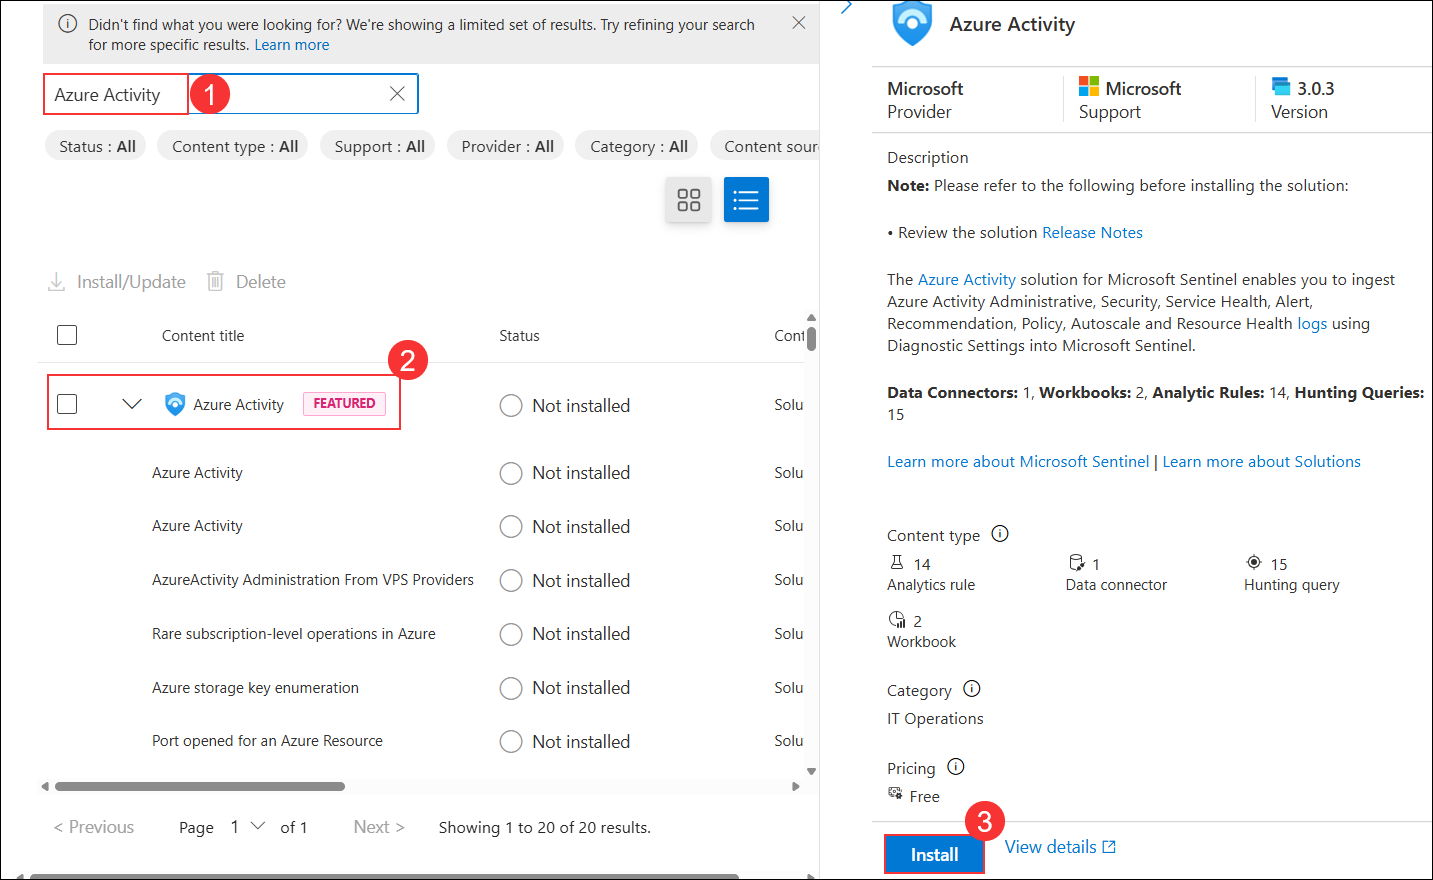 Didn't find what you were looking for? We're showing a limited set of results. Try refining your search
for more specific results. Learn more
Azure Activity
1
Status : All
Content type : All
Support : All
Provider : All
Category : All
Content sour
Install/Update
Delete
Content title
Status
Cont
2
Azure Activity
FEATURED
Not installed
Solu
Azure Activity
Not installed
Solu
Azure Activity
Not installed
Solu
AzureActivity Administration From VPS Providers
Not installed
Solu
Rare subscription-level operations in Azure
Not installed
Solu
Azure storage key enumeration
Not installed
Solu
Port opened for an Azure Resource
Not installed
Solu
< Previous
Page 1 of 1
Next >
Showing 1 to 20 of 20 results.
Azure Activity
Microsoft
Provider
Microsoft
Support
3.0.3
Version
Description
Note: Please refer to the following before installing the solution:
• Review the solution Release Notes
The Azure Activity solution for Microsoft Sentinel enables you to ingest
Azure Activity Administrative, Security, Service Health, Alert,
Recommendation, Policy, Autoscale and Resource Health logs using
Diagnostic Settings into Microsoft Sentinel.
Data Connectors: 1, Workbooks: 2, Analytic Rules: 14, Hunting Queries:
15
Learn more about Microsoft Sentinel | Learn more about Solutions
Content type
14
Analytics rule
1
Data connector
15
Hunting query
2
Workbook
Category
IT Operations
Pricing
Free
3
Install
View details